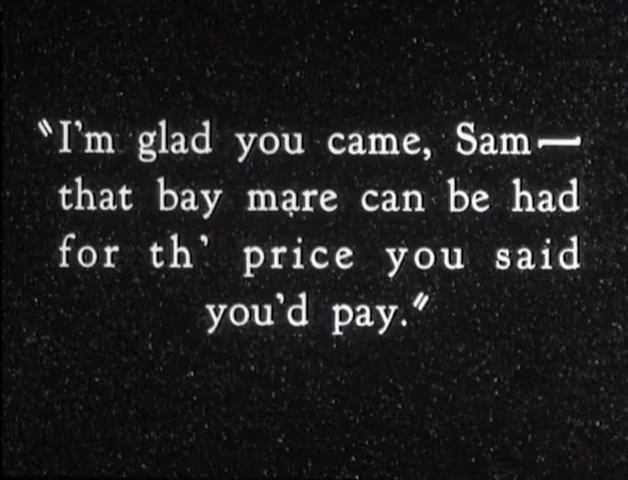 "I'm glad you came, Sam—
that bay mare can be had
for th' price you said
you'd pay."